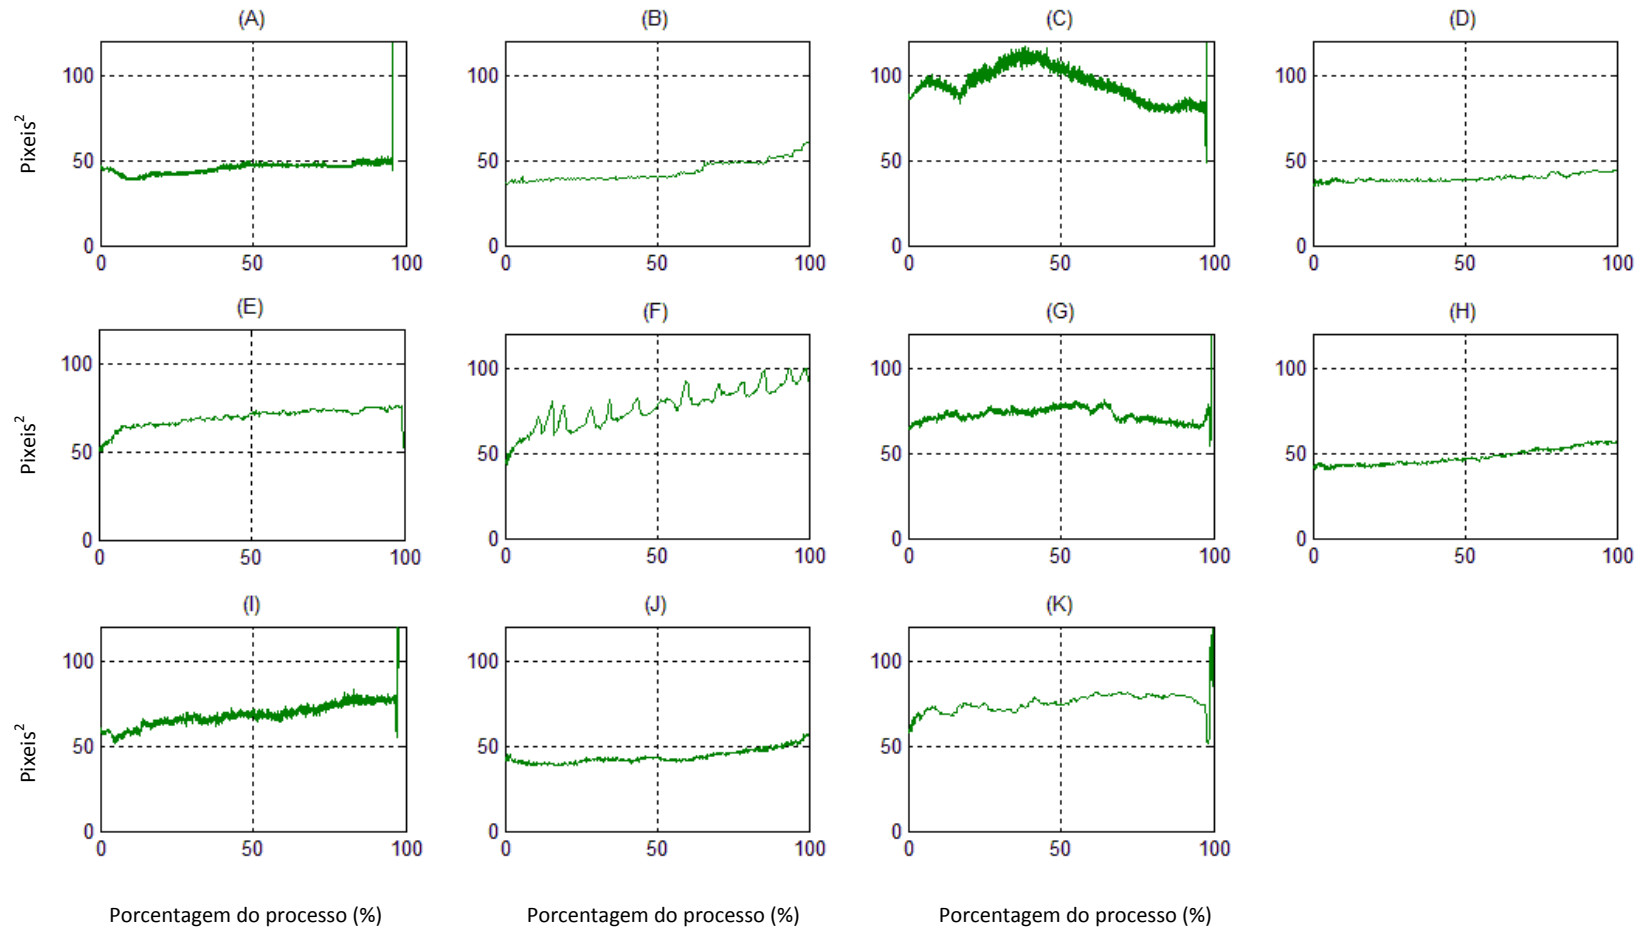 (A) (B) (C) (D)
100 100 100 100
Pixeis²
50 50 50 50
0 0 0 0
0 50 100 0 50 100 0 50 100 0 50 100
(E) (F) (G) (H)
100 100 100 100
Pixeis²
50 50 50 50
0 0 0 0
0 50 100 0 50 100 0 50 100 0 50 100
(I) (J) (K)
100 100 100
Pixeis²
50 50 50
0 0 0
0 50 100 0 50 100 0 50 100
Porcentagem do processo (%) Porcentagem do processo (%) Porcentagem do processo (%)